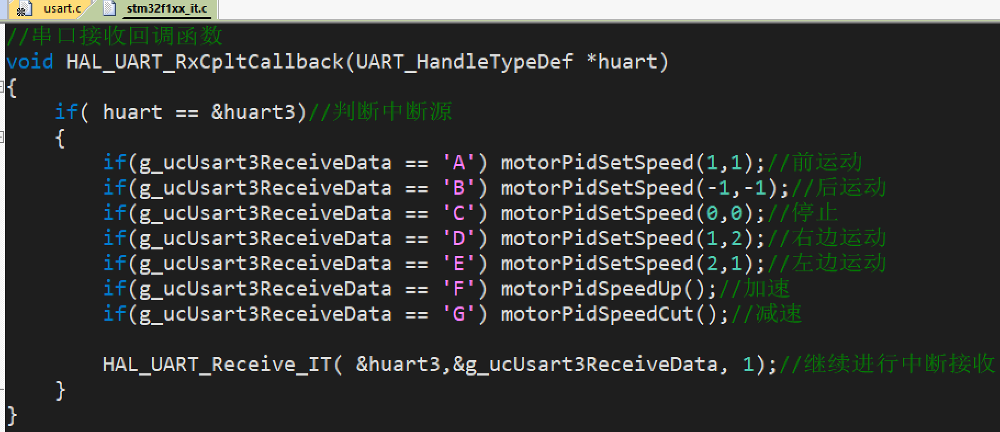 usart.c stm32f1xx_it.c
//串口接收回调函数
void HAL_UART_RxCpltCallback(UART_HandleTypeDef *huart)
{
    if( huart == &huart3)//判断中断源
    {
        if(g_ucUsart3ReceiveData == 'A') motorPidSetSpeed(1,1);//前运动
        if(g_ucUsart3ReceiveData == 'B') motorPidSetSpeed(-1,-1);//后运动
        if(g_ucUsart3ReceiveData == 'C') motorPidSetSpeed(0,0);//停止
        if(g_ucUsart3ReceiveData == 'D') motorPidSetSpeed(1,2);//右边运动
        if(g_ucUsart3ReceiveData == 'E') motorPidSetSpeed(2,1);//左边运动
        if(g_ucUsart3ReceiveData == 'F') motorPidSpeedUp();//加速
        if(g_ucUsart3ReceiveData == 'G') motorPidSpeedCut();//减速
        HAL_UART_Receive_IT( &huart3,&g_ucUsart3ReceiveData, 1);//继续进行中断接收
    }
}